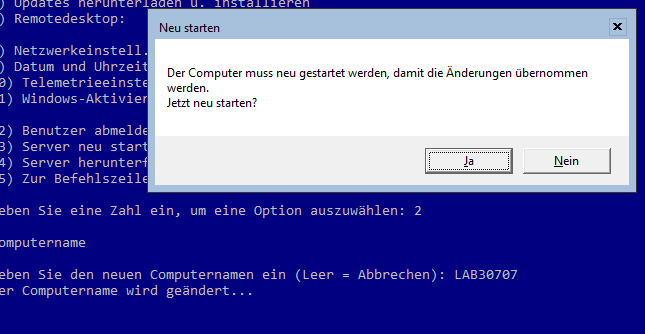 ) Updates herunterladen u. installieren
) Remotedesktop:
) Netzwerkeinstell.
) Datum und Uhrzeit
0) Telemetrieeinste
1) Windows-Aktivier
2) Benutzer abmelde
3) Server neu start
4) Server herunterf
5) Zur Befehlszeile
eben Sie eine Zahl ein, um eine Option auszuwählen: 2
omputername
eben Sie den neuen Computernamen ein (Leer = Abbrechen): LAB30707
er Computername wird geändert...
Neu starten
Der Computer muss neu gestartet werden, damit die Änderungen übernommen
werden.
Jetzt neu starten?
Ja
Nein